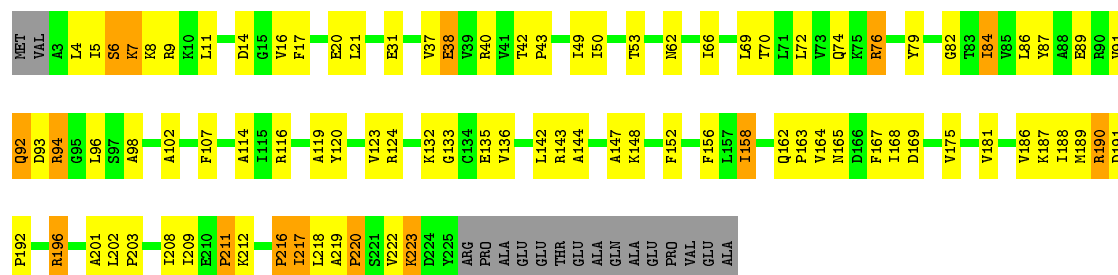 MET VAL A3 L4 I5 S6 K7 K8 R9 K10 L11 D14 G15 V16 F17 E20 L21 E31 V37 E38 V39 R40 V41 T42 P43 I49 I50 T53 N62 I66 L69 T70 L71 L72 V73 Q74 K75 R76 Y79 G82 T83 I84 V85 L86 Y87 A88 E89 R90 V91
Q92 D93 R94 G95 L96 S97 A98 A102 F107 A114 I115 R116 A119 Y120 V123 R124 K132 G133 C134 E135 V136 L142 R143 A144 A147 K148 F152 F156 L157 I158 Q162 P163 V164 N165 D166 F167 I168 D169 V175 V181 V186 K187 I188 M189 R190 D191
P192 R196 A201 L202 P203 I208 I209 E210 P211 K212 P216 I217 L218 A219 P220 S221 V222 K223 D224 Y225 ARG PRO ALA GLU GLU THR GLU ALA ALA GLN ALA GLU PRO VAL GLU ALA